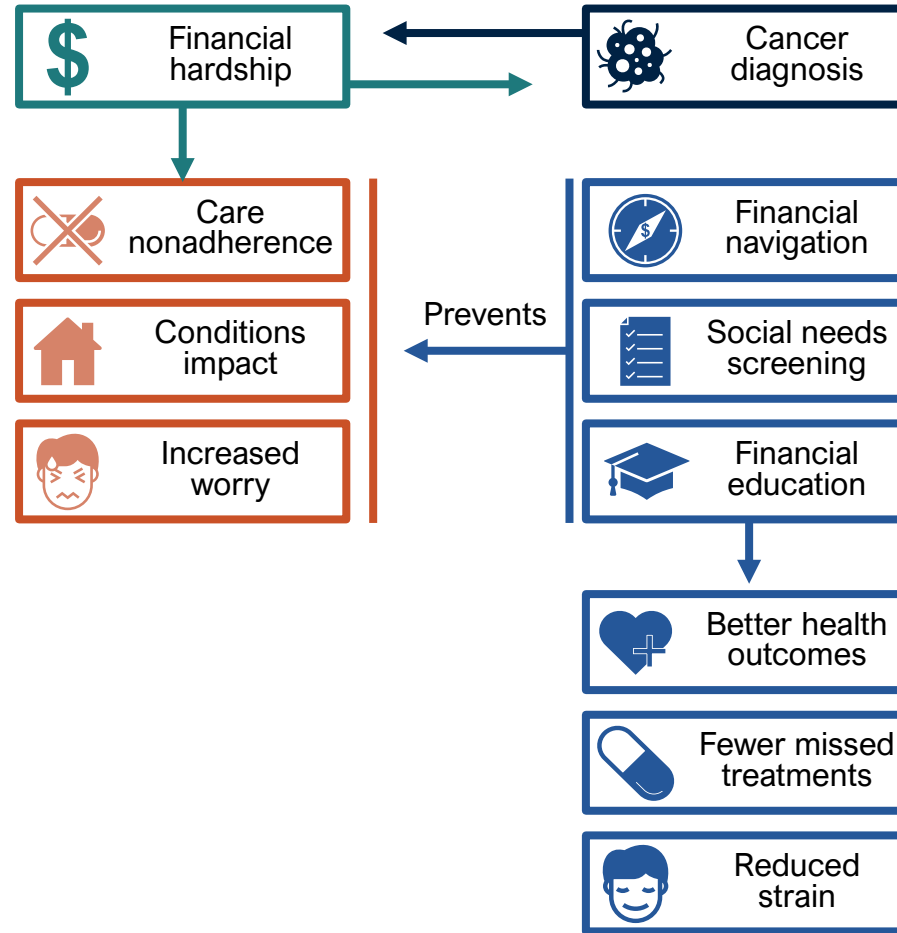 $
Financial
hardship
Cancer
diagnosis
Care
nonadherence
Conditions
impact
Increased
worry
Prevents
$
Financial
navigation
Social needs
screening
Financial
education
Better health
outcomes
Fewer missed
treatments
Reduced
strain